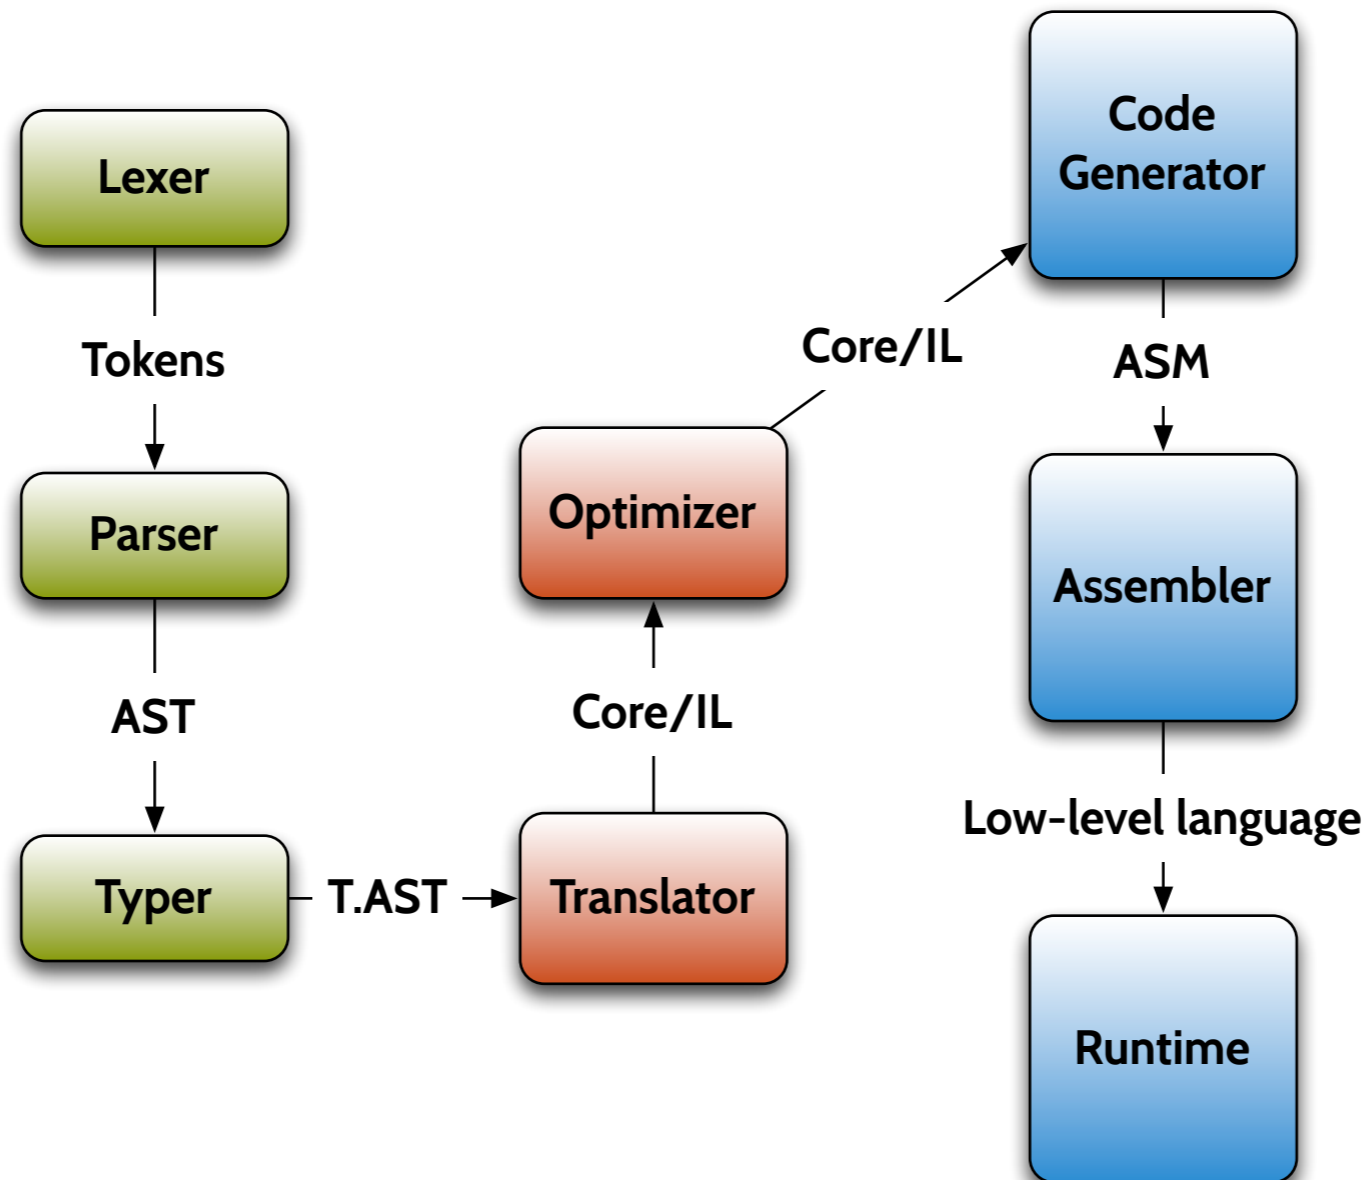 Lexer
Tokens
Parser
AST
Typer
T.AST
Translator
Core/IL
Optimizer
Core/IL
Code
Generator
ASM
Assembler
Low-level language
Runtime